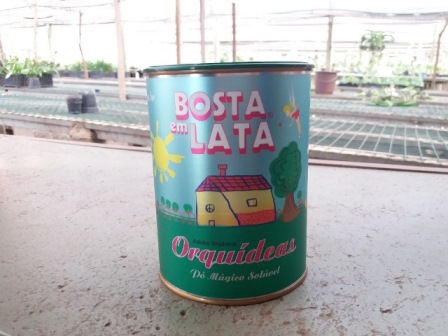 BOSTA
em LATA
Orquídeas
Pó Mágico Solúvel